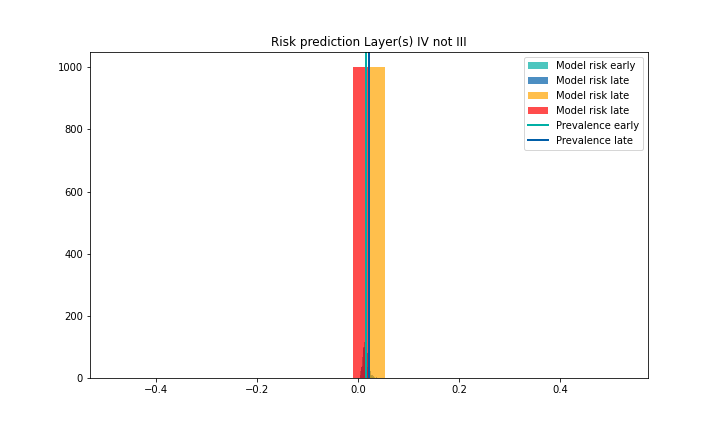 Risk prediction Layer(s) IV not III
Model risk early
Model risk late
Model risk late
Model risk late
Prevalence early
Prevalence late
1000
800
600
400
200
0
−0.4
−0.2
0.0
0.2
0.4